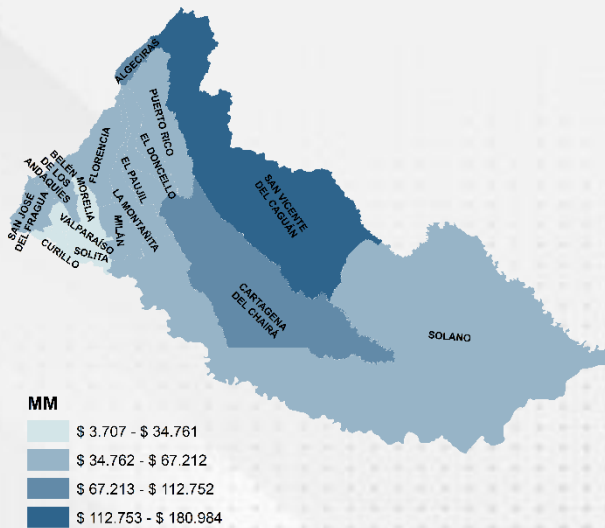 ALGECIRAS
PUERTO RICO
EL DONCELLO
FLORENCIA
EL PAUJIL
LA MONTAÑITA
BELÉN
DE LOS
ANDAQUIES
MORELIA
MILÁN
SAN JOSÉ
DEL FRAGUA
VALPARAÍSO
SOLITA
CURILLO
SAN VICENTE
DEL CAGUÁN
CARTAGENA
DEL CHAIRÁ
SOLANO
MM
$ 3.707 - $ 34.761
$ 34.762 - $ 67.212
$ 67.213 - $ 112.752
$ 112.753 - $ 180.984